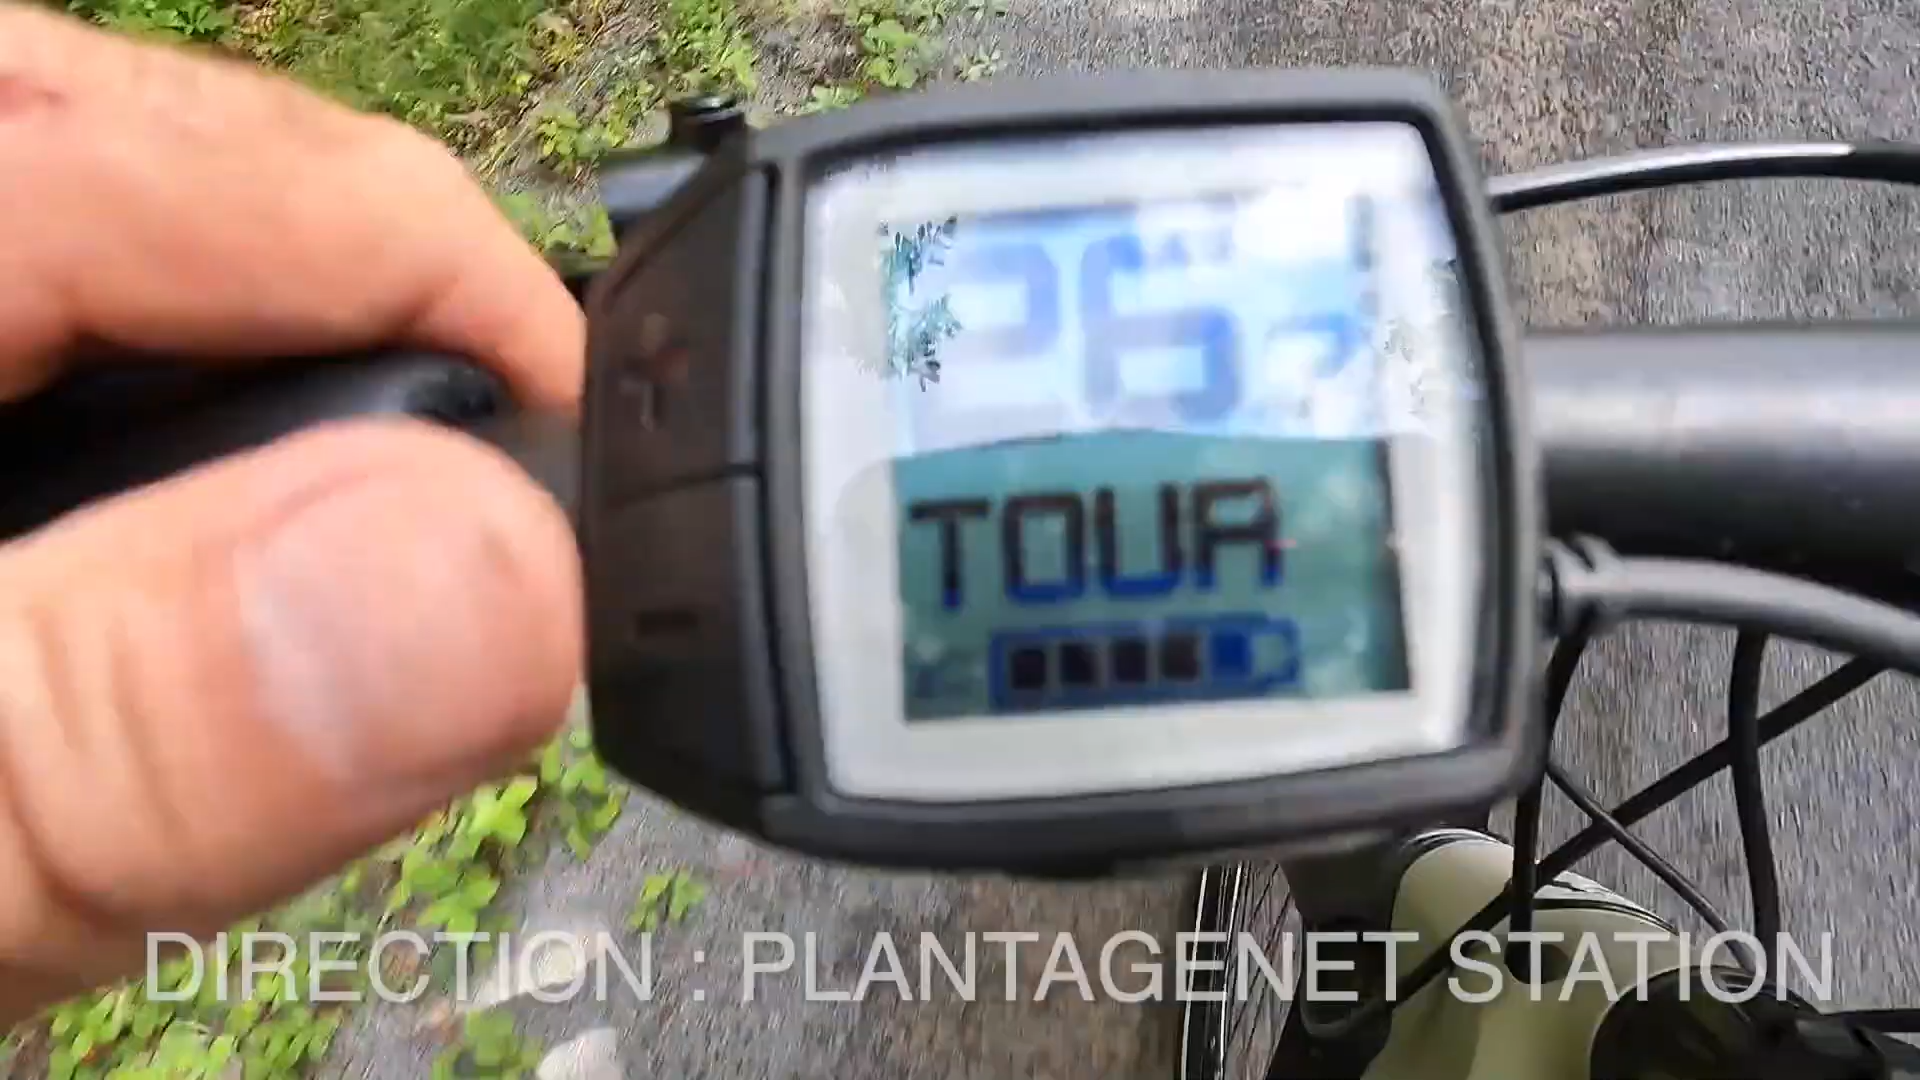 26.
TOUR
DIRECTION : PLANTAGENET STATION